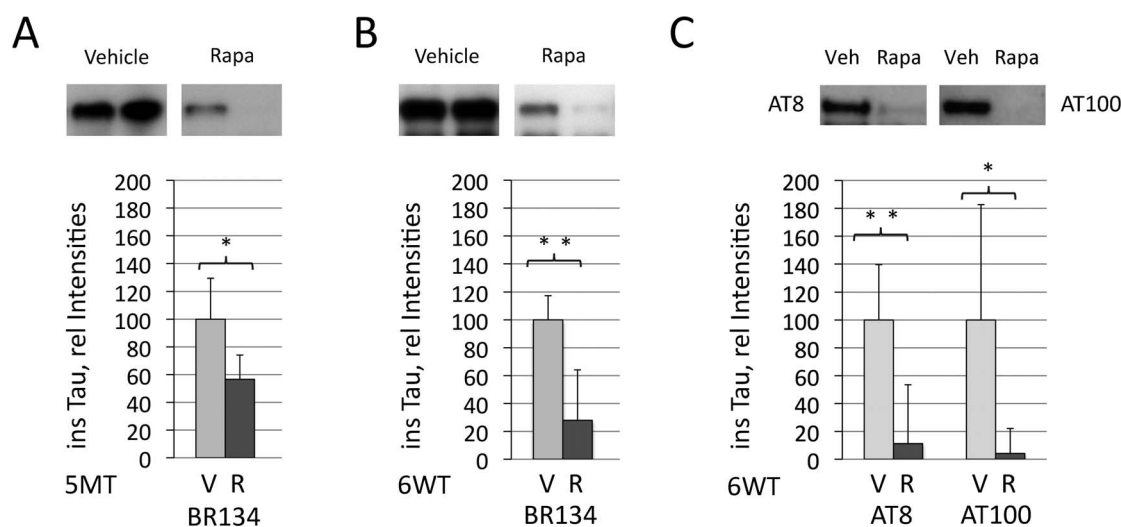 A
Vehicle Rapa
ins Tau, rel Intensities
200
180
160
140
120
100
80
60
40
20
0
*
5MT V R
BR134
B
Vehicle Rapa
ins Tau, rel Intensities
200
180
160
140
120
100
80
60
40
20
0
* *
6WT V R
BR134
C
Veh Rapa Veh Rapa
AT8 AT100
ins Tau, rel Intensities
200
180
160
140
120
100
80
60
40
20
0
* *
*
6WT V R V R
AT8 AT100